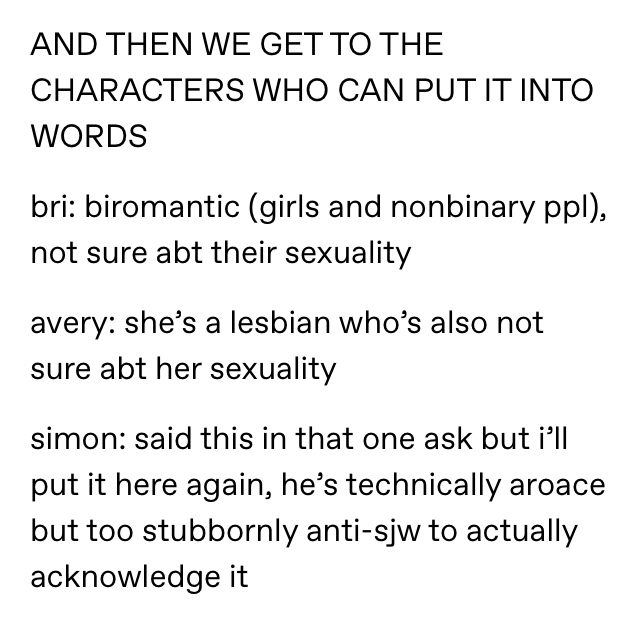 AND THEN WE GET TO THE
CHARACTERS WHO CAN PUT IT INTO
WORDS
bri: biromantic (girls and nonbinary ppl),
not sure abt their sexuality
avery: she’s a lesbian who’s also not
sure abt her sexuality
simon: said this in that one ask but i’ll
put it here again, he’s technically aroace
but too stubbornly anti-sjw to actually
acknowledge it